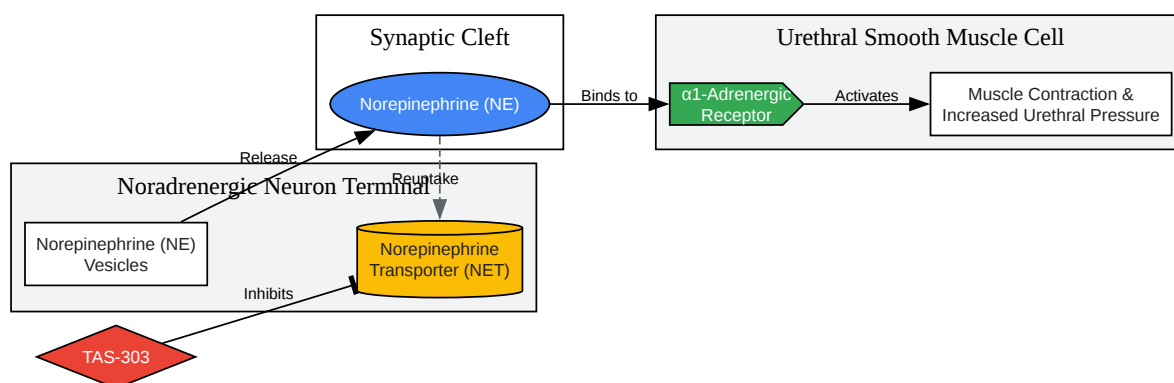 Synaptic Cleft
Urethral Smooth Muscle Cell
Norepinephrine (NE)
Binds to
α1-Adrenergic
Receptor
Activates
Muscle Contraction &
Increased Urethral Pressure
Release
Noradrenergic Neuron Terminal
Reuptake
Norepinephrine (NE)
Vesicles
Norepinephrine
Transporter (NET)
Inhibits
TAS-303